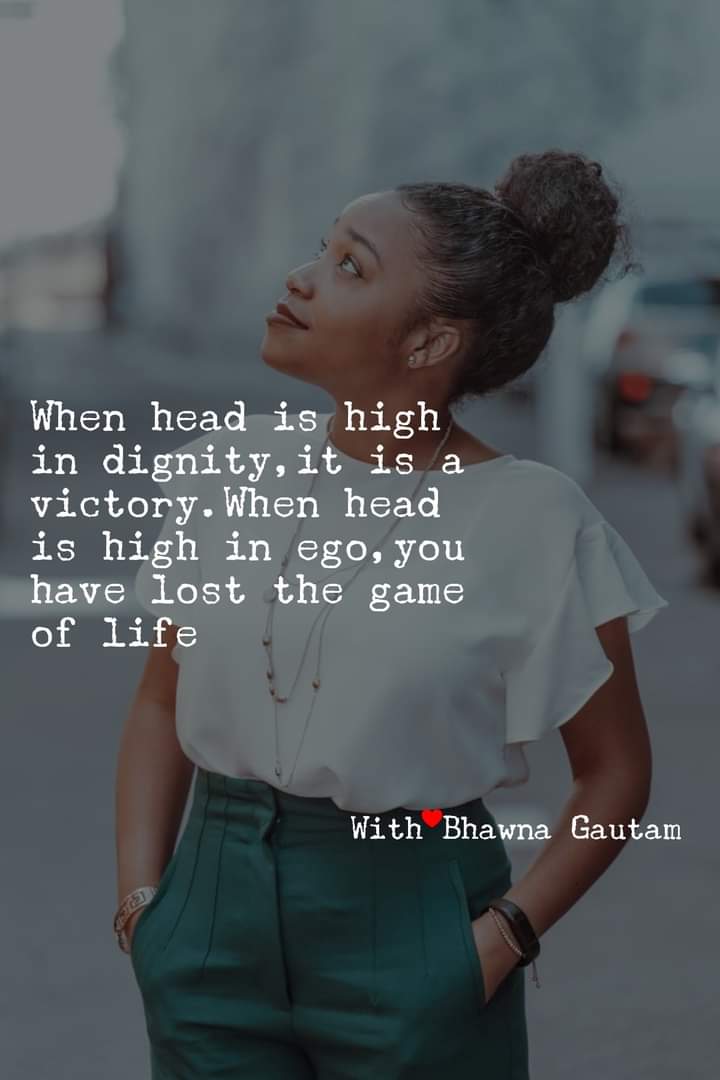 When head is high
in dignity,it is a
victory.When head
is high in ego,you
have lost the game
of life
With❤Bhawna Gautam